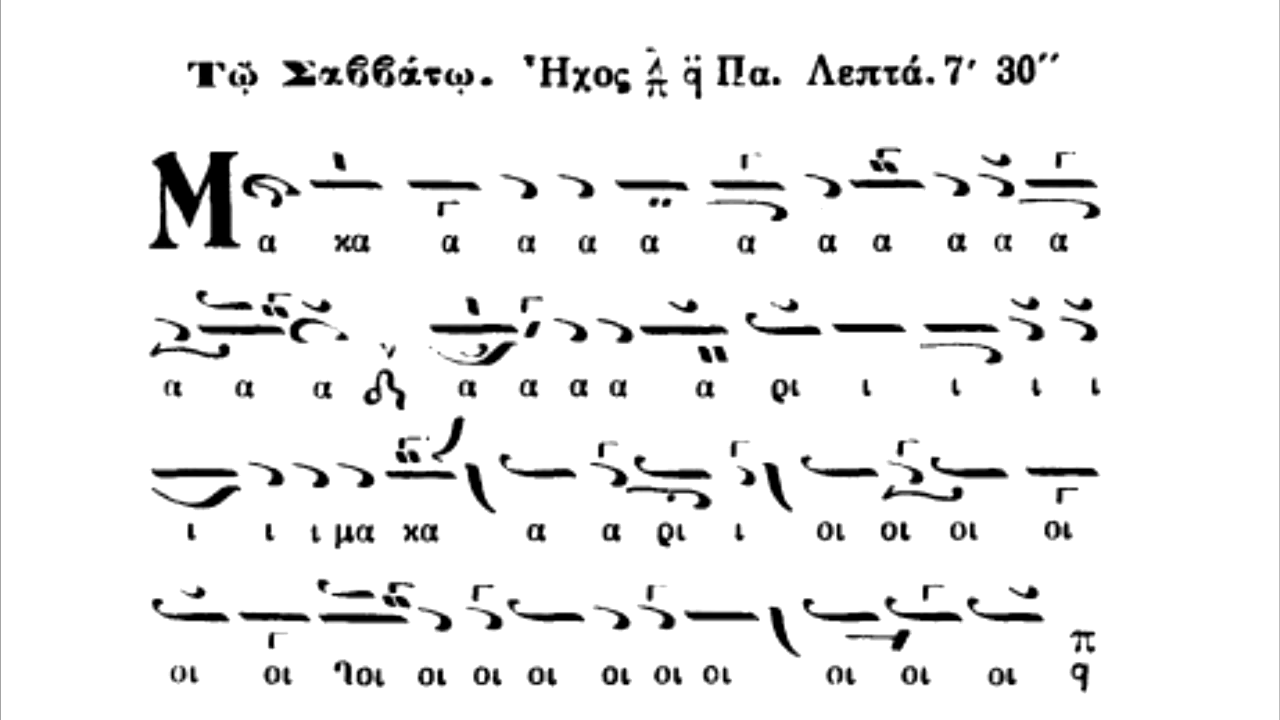 Τῷ Σαββάτῳ. Ἦχος λ π q̈ Πα. Λεπτά. 7′ 30″
Μα κα α α α α α α α α α α
α α α ν δι α α α α α ρι ι ι ι ι
ι ι ι μα κα α α ρι ι οι οι οι οι
οι οι οι οι οι οι οι οι οι οι οι π q